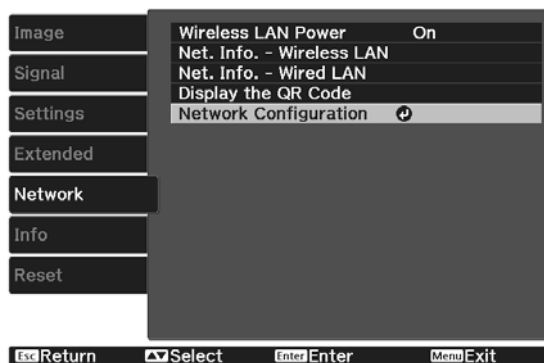 Image
Signal
Settings
Extended
Network
Info
Reset
Wireless LAN Power On
Net. Info. - Wireless LAN
Net. Info. - Wired LAN
Display the QR Code
Network Configuration
Esc Return Select Enter Enter Menu Exit